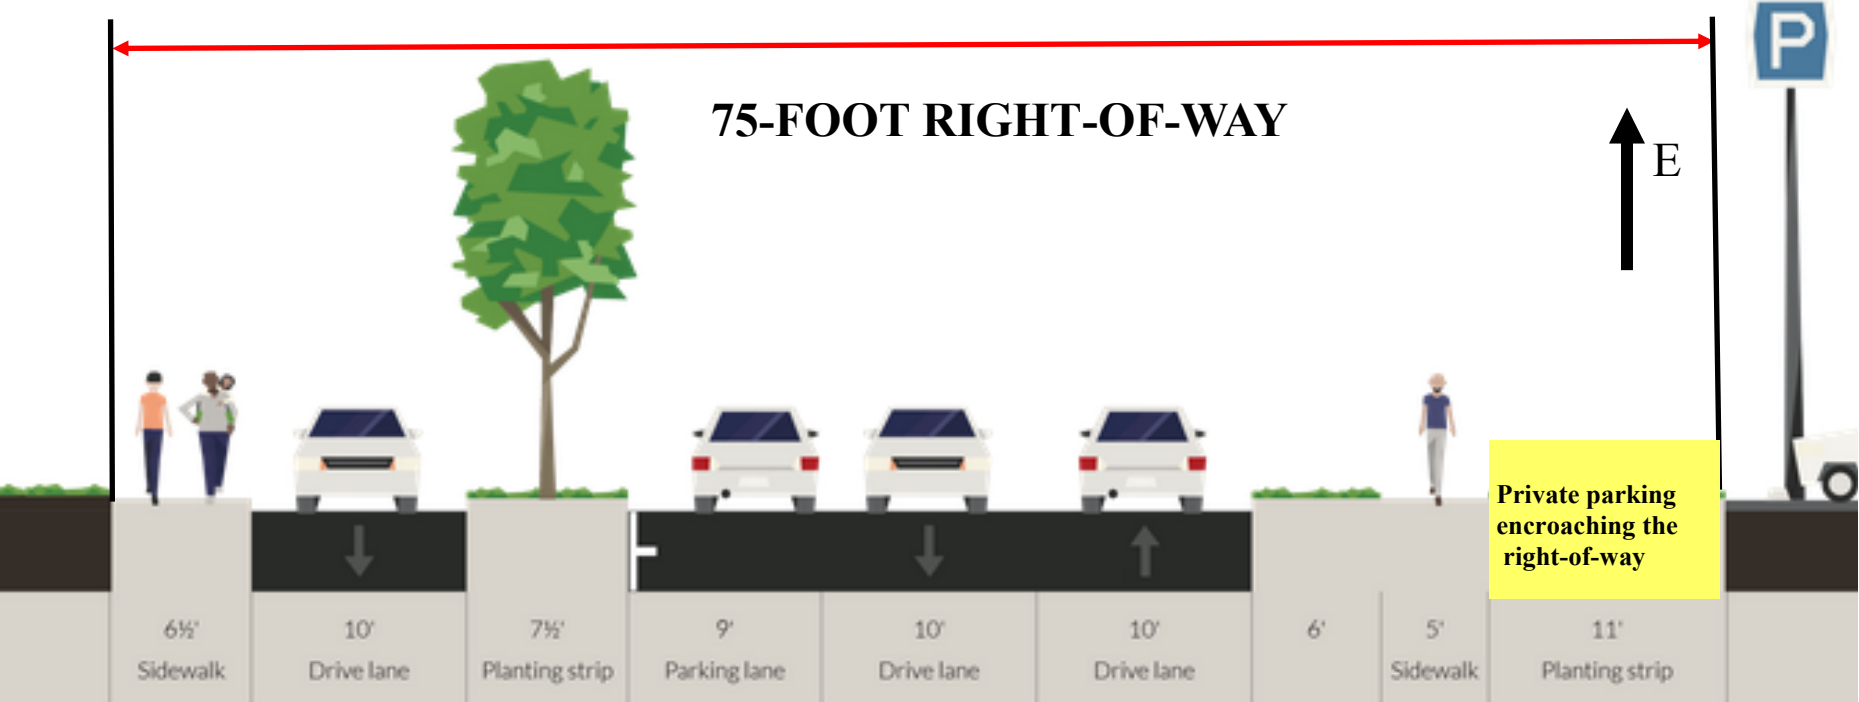 P
75-FOOT RIGHT-OF-WAY
E
Private parking
encroaching the
right-of-way
6½' 10' 7½' 9' 10' 10' 6' 5' 11'
Sidewalk Drive lane Planting strip Parking lane Drive lane Drive lane Sidewalk Planting strip